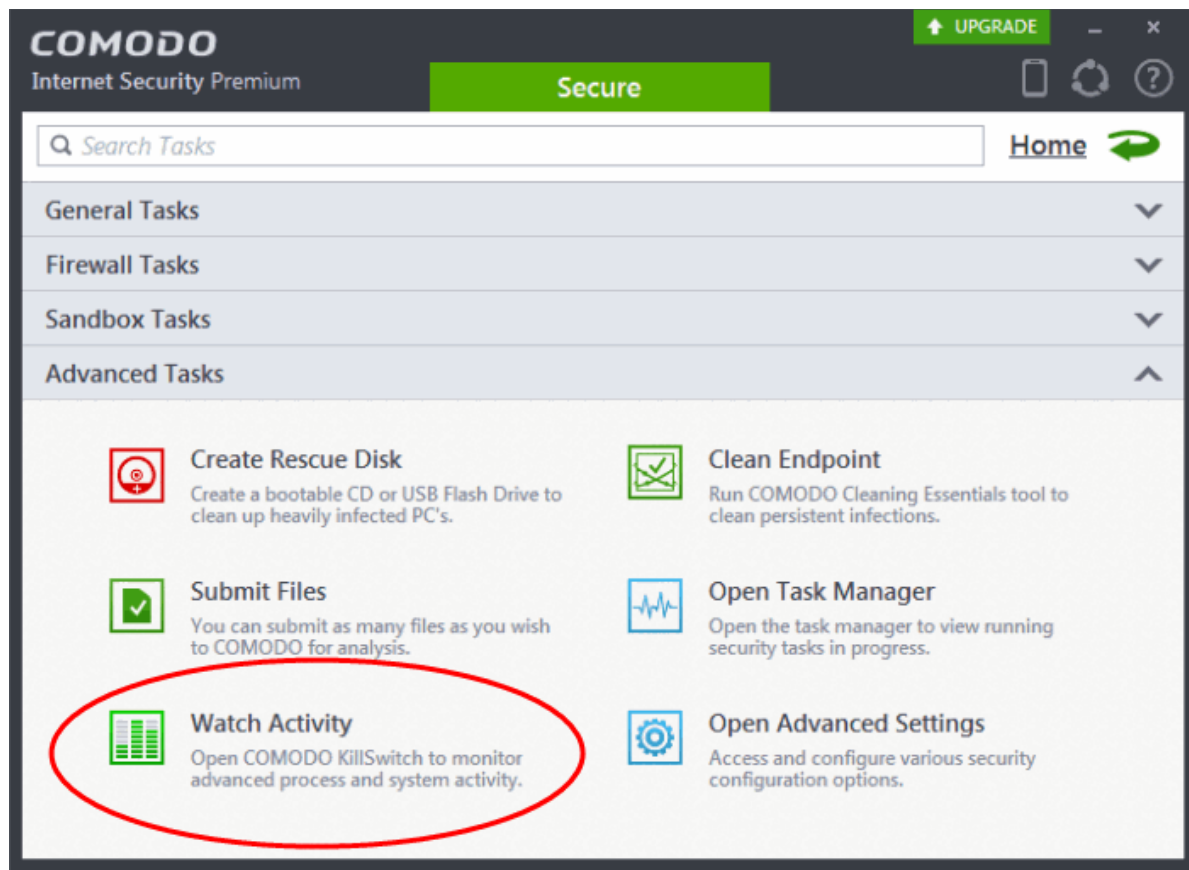 COMODO
Internet Security Premium
UPGRADE
Secure
Search Tasks
Home
General Tasks
Firewall Tasks
Sandbox Tasks
Advanced Tasks
Create Rescue Disk
Create a bootable CD or USB Flash Drive to
clean up heavily infected PC's.
Clean Endpoint
Run COMODO Cleaning Essentials tool to
clean persistent infections.
Submit Files
You can submit as many files as you wish
to COMODO for analysis.
Open Task Manager
Open the task manager to view running
security tasks in progress.
Watch Activity
Open COMODO KillSwitch to monitor
advanced process and system activity.
Open Advanced Settings
Access and configure various security
configuration options.